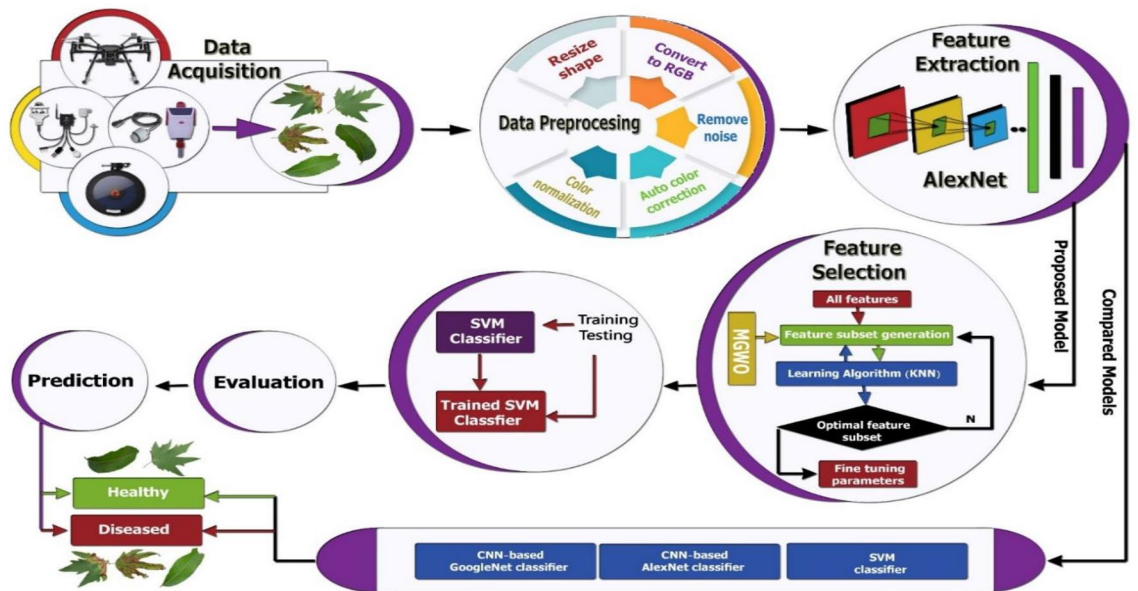 Data
Acquisition
Resize
shape
Convert
to RGB
Data Preprocesing
Remove
noise
Color
normalization
Auto color
correction
Feature
Extraction
AlexNet
Proposed Model
Compared Models
Feature
Selection
All features
MGWO
Feature subset generation
Learning Algorithm (KNN)
Optimal feature
subset
N
Fine tuning
parameters
SVM
Classifier
Training
Testing
Trained SVM
Classfier
Evaluation
Prediction
Healthy
Diseased
CNN-based
GoogleNet classifier
CNN-based
AlexNet classifier
SVM
classifier